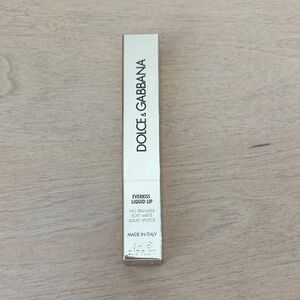 DOLCE & GABBANA
EVERKISS
LIQUID LIP
NO TRANSFER
SOFT MATTE
LIQUID LIPSTICK
MADE IN ITALY